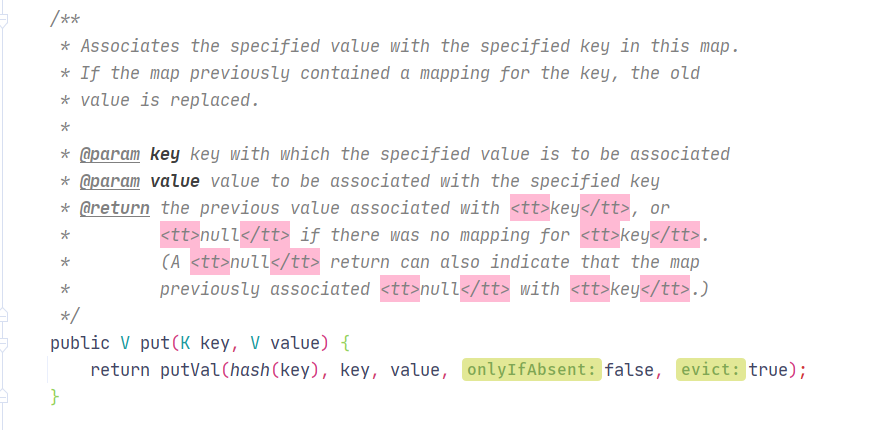 /**
 * Associates the specified value with the specified key in this map.
 * If the map previously contained a mapping for the key, the old
 * value is replaced.
 *
 * @param key key with which the specified value is to be associated
 * @param value value to be associated with the specified key
 * @return the previous value associated with <tt>key</tt>, or
 *         <tt>null</tt> if there was no mapping for <tt>key</tt>.
 *         (A <tt>null</tt> return can also indicate that the map
 *         previously associated <tt>null</tt> with <tt>key</tt>.)
 */
public V put(K key, V value) {
    return putVal(hash(key), key, value, onlyIfAbsent: false, evict: true);
}